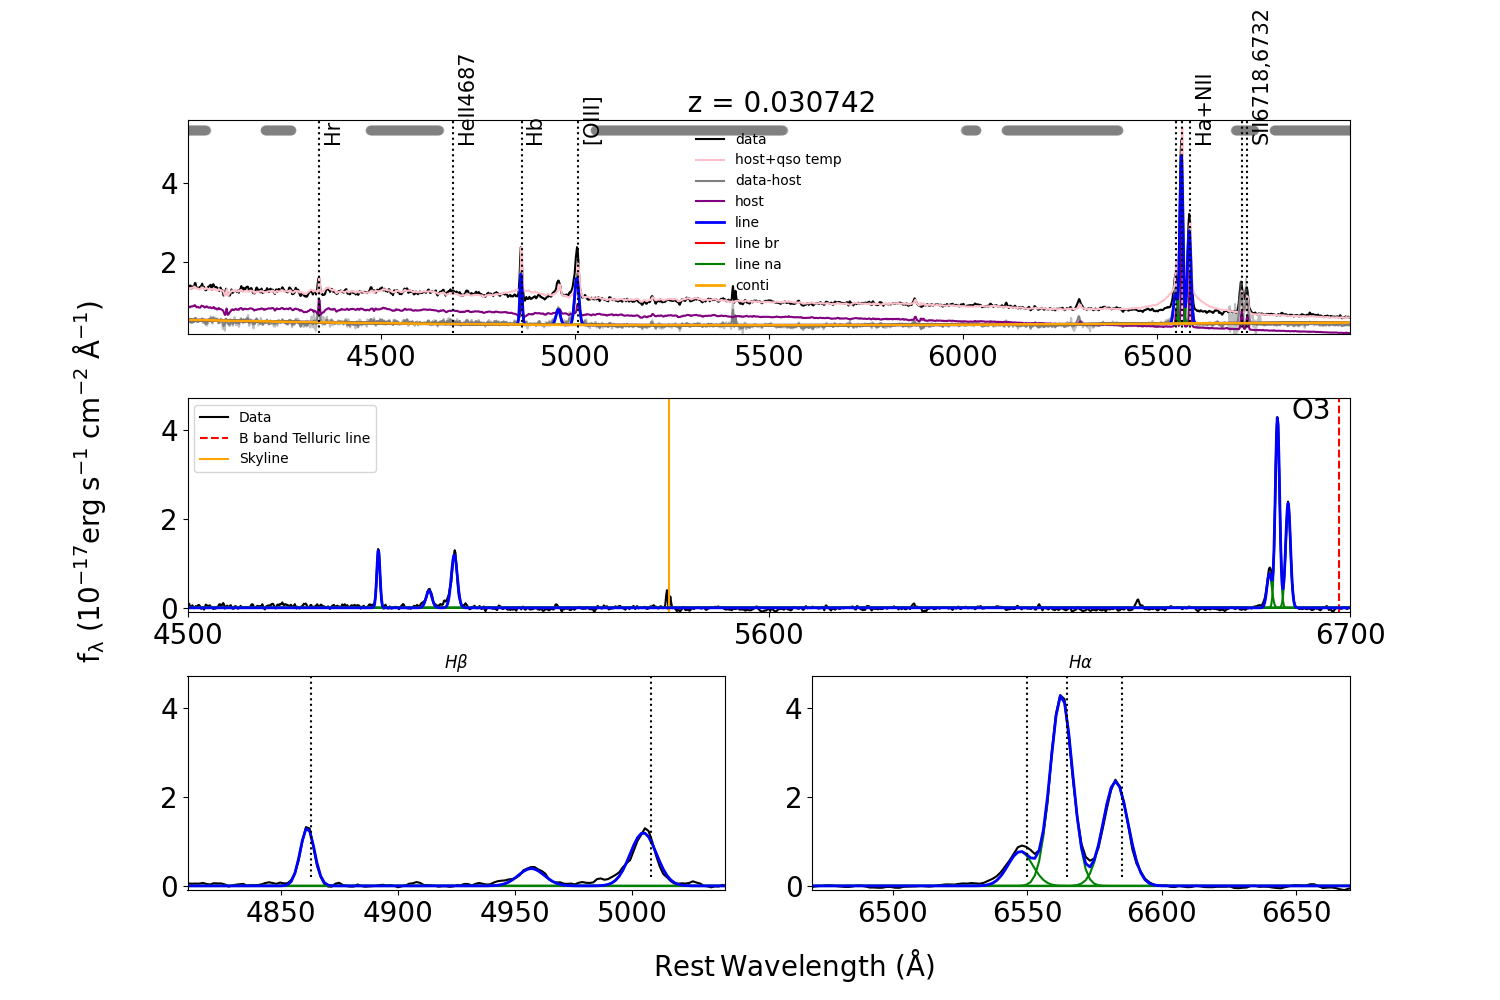 z = 0.030742
Hr
HeII4687
Hb
[OIII]
Ha+NII
SII6718,6732
data
host+qso temp
data-host
host
line
line br
line na
conti
4
2
4500
5000
5500
6000
6500
O3
Data
B band Telluric line
Skyline
4
2
0
4500
5600
6700
fλ (10⁻¹⁷erg s⁻¹ cm⁻² Å⁻¹)
Hβ
4
2
0
4850
4900
4950
5000
Hα
4
2
0
6500
6550
6600
6650
Rest Wavelength (Å)